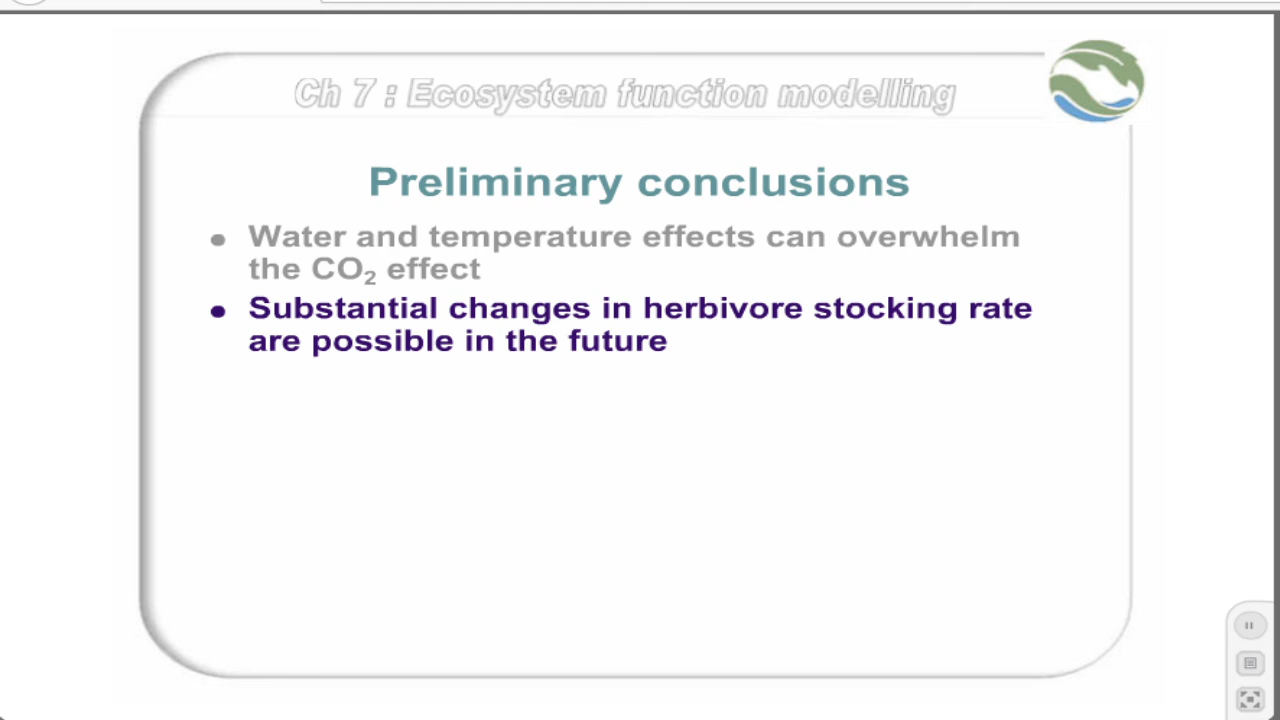 Ch 7 : Ecosystem function modelling
Preliminary conclusions
• Water and temperature effects can overwhelm
the CO₂ effect
• Substantial changes in herbivore stocking rate
are possible in the future